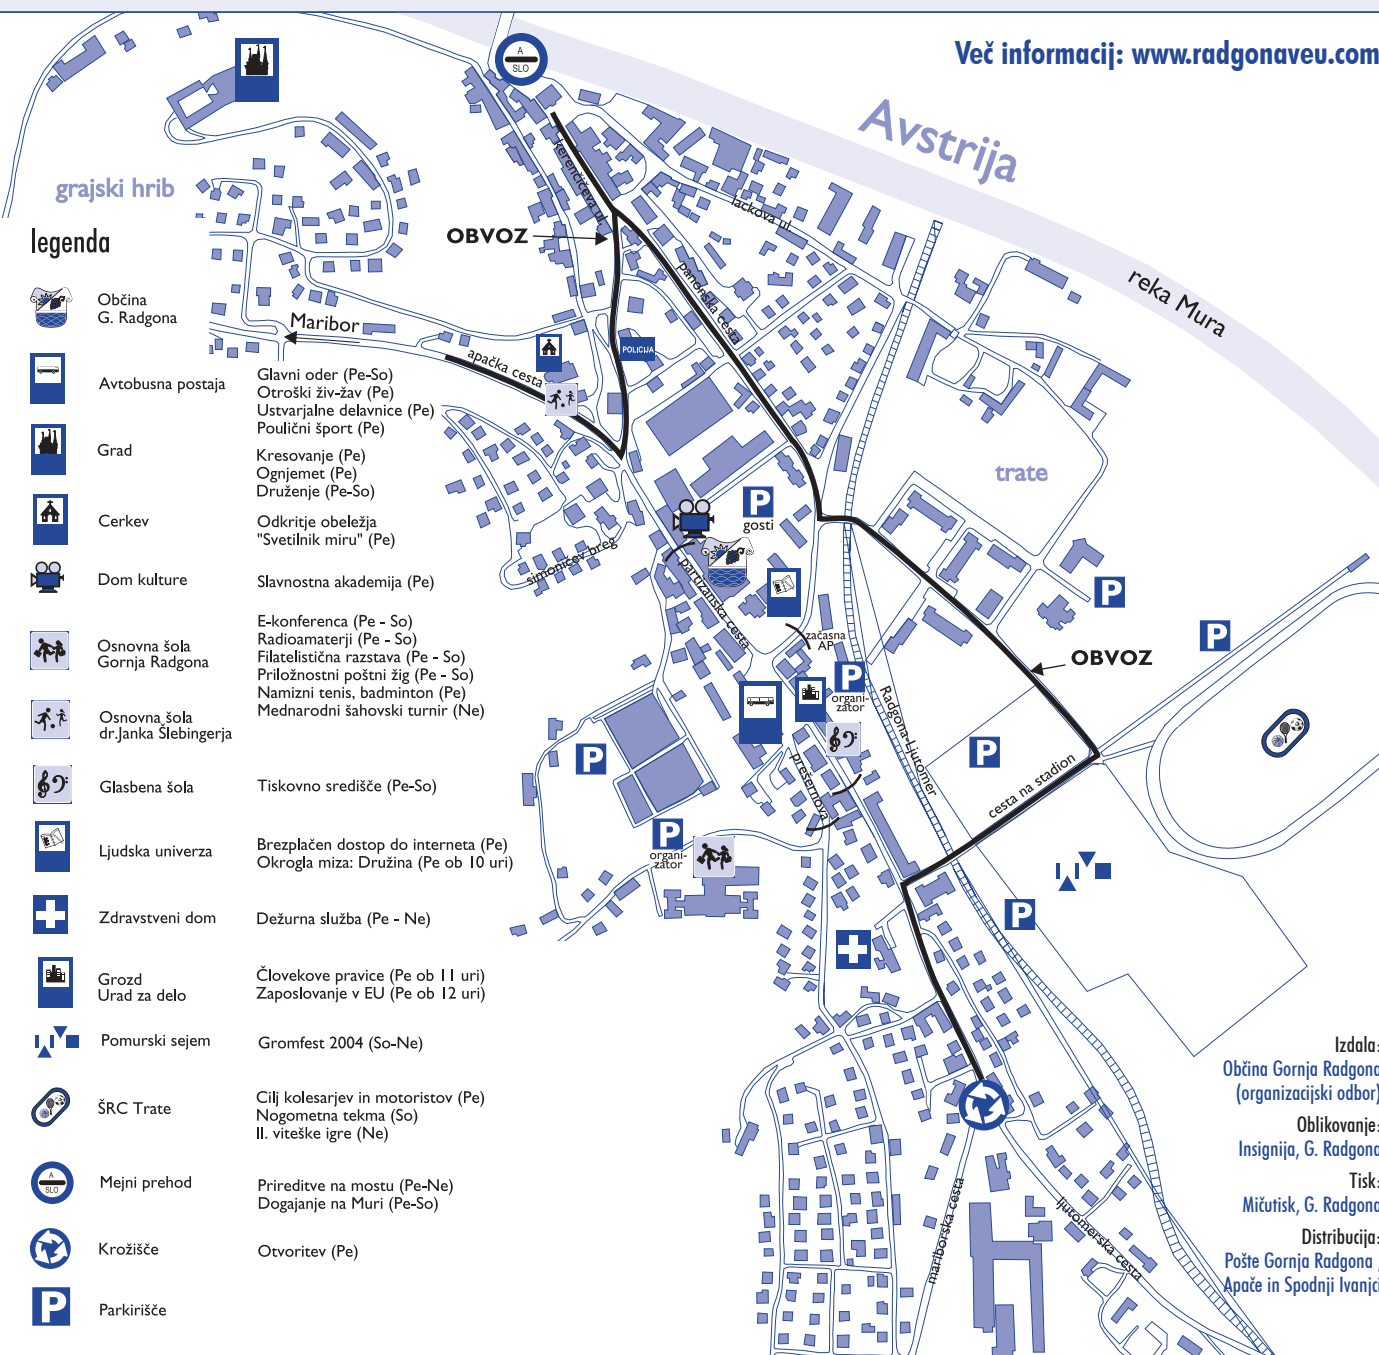 Več informacij: www.radgonaveu.com
A
SLO
Avstrija
reka Mura
grajski hrib
kerenčičeva ul.
lackova ul
OBVOZ
panonska cesta
Maribor
apačka cesta
POLICIJA
trate
P
gosti
simoničev breg
partizanska cesta
začasna
AP
P
P
OBVOZ
P
organi-
zator
Radgona-Ljutomer
P
P
cesta na stadion
prešernova
P
organi-
zator
P
mariborska cesta
ljutomerska cesta
legenda
Občina
G. Radgona
Avtobusna postaja
Glavni oder (Pe-So)
Otroški živ-žav (Pe)
Ustvarjalne delavnice (Pe)
Poulični šport (Pe)
Grad
Kresovanje (Pe)
Ognjemet (Pe)
Druženje (Pe-So)
Cerkev
Odkritje obeležja
"Svetilnik miru" (Pe)
Dom kulture
Slavnostna akademija (Pe)
Osnovna šola
Gornja Radgona
E-konferenca (Pe - So)
Radioamaterji (Pe - So)
Filatelistična razstava (Pe - So)
Priložnostni poštni žig (Pe - So)
Namizni tenis, badminton (Pe)
Mednarodni šahovski turnir (Ne)
Osnovna šola
dr.Janka Šlebingerja
Glasbena šola
Tiskovno središče (Pe-So)
Ljudska univerza
Brezplačen dostop do interneta (Pe)
Okrogla miza: Družina (Pe ob 10 uri)
Zdravstveni dom
Dežurna služba (Pe - Ne)
Grozd
Urad za delo
Človekove pravice (Pe ob 11 uri)
Zaposlovanje v EU (Pe ob 12 uri)
Pomurski sejem
Gromfest 2004 (So-Ne)
ŠRC Trate
Cilj kolesarjev in motoristov (Pe)
Nogometna tekma (So)
II. viteške igre (Ne)
A
SLO
Mejni prehod
Prireditve na mostu (Pe-Ne)
Dogajanje na Muri (Pe-So)
Krožišče
Otvoritev (Pe)
P
Parkirišče
Izdala:
Občina Gornja Radgona
(organizacijski odbor)
Oblikovanje:
Insignija, G. Radgona
Tisk:
Mičutisk, G. Radgona
Distribucija:
Pošte Gornja Radgona ,
Apače in Spodnji Ivanjci